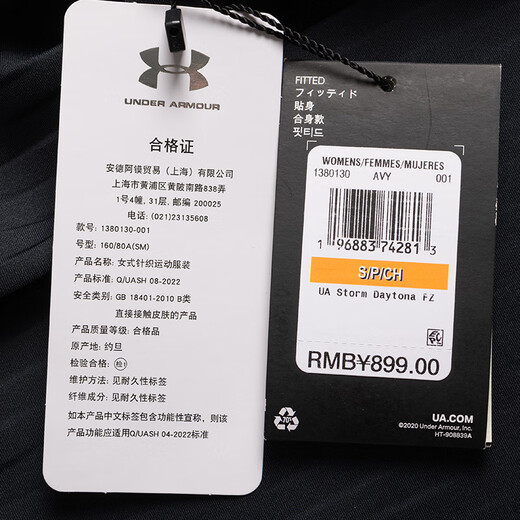 UNDER ARMOUR
合格证
安德阿镘贸易（上海）有限公司
上海市黄浦区黄陂南路838弄
1号4幢, 31层, 邮编 200025
电话: (021)23135608
款号: 1380130-001
号型: 160/80A(SM)
产品名称: 女式针织运动服装
产品标准: Q/UASH 08-2022
安全类别: GB 18401-2010 B类
直接接触皮肤的产品
产品质量等级: 合格品
原产地: 约旦
检验合格: 检1
维护方法: 见耐久性标签
纤维成分: 见耐久性标签
如本产品中文标签包含功能性宣称，则该
产品功能应适用Q/UASH 04-2022标准
FITTED
フィッティド
貼身
合身款
핏티드
WOMENS/FEMMES/MUJERES
1380130 AVY 001
1 96883 74281 3
S/P/CH
UA Storm Daytona FZ
RMB¥899.00
70%
UA.COM
©2020 Under Armour, Inc.
HT-908839A